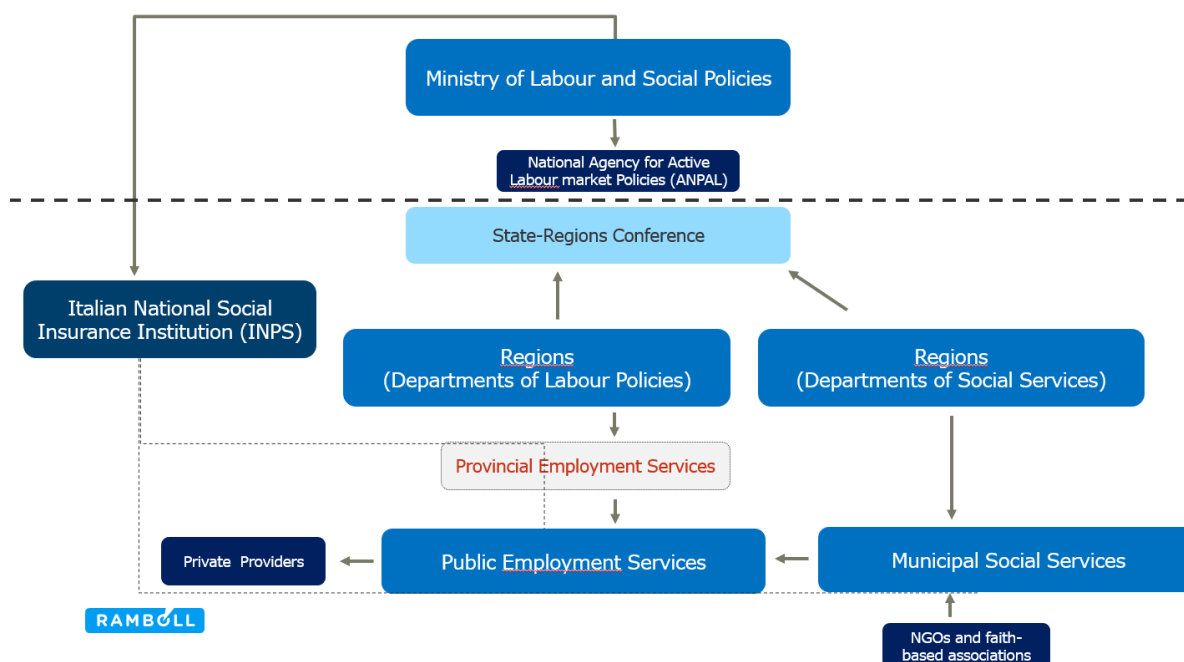 Ministry of Labour and Social Policies
National Agency for Active
Labour market Policies (ANPAL)
State-Regions Conference
Italian National Social
Insurance Institution (INPS)
Regions
(Departments of Labour Policies)
Regions
(Departments of Social Services)
Provincial Employment Services
Private Providers
Public Employment Services
Municipal Social Services
RAMBOLL
NGOs and faith-
based associations